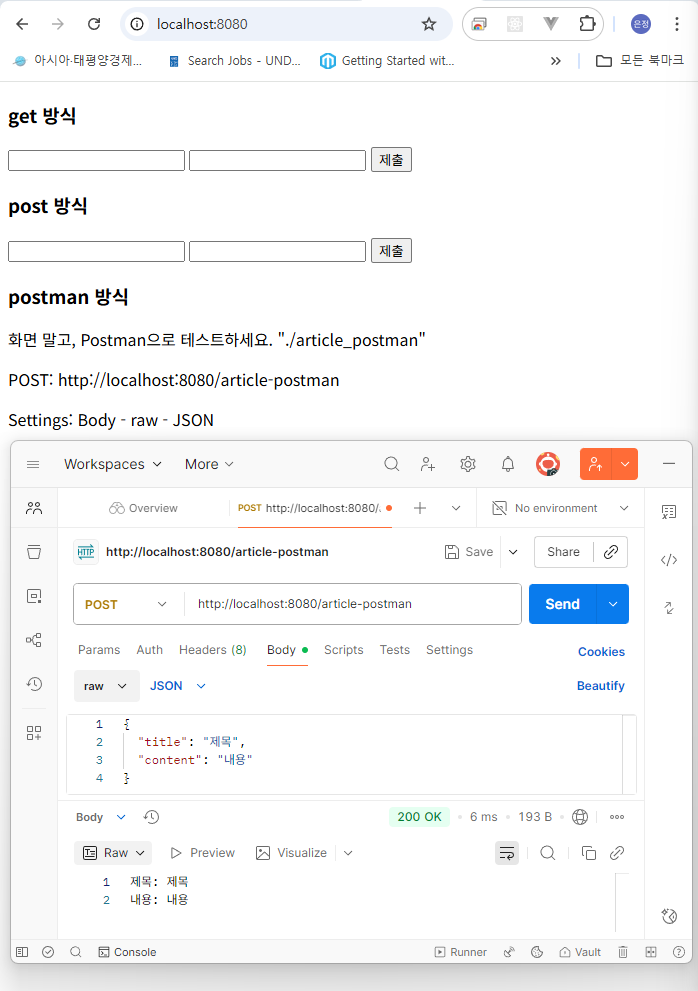 localhost:8080
은정
아시아·태평양경제...
Search Jobs - UND...
Getting Started wit...
»
모든 북마크
get 방식
제출
post 방식
제출
postman 방식
화면 말고, Postman으로 테스트하세요. "./article_postman"
POST: http://localhost:8080/article-postman
Settings: Body - raw - JSON
Workspaces More
Overview POST http://localhost:8080/. No environment
HTTP http://localhost:8080/article-postman Save Share
POST http://localhost:8080/article-postman Send
Params Auth Headers (8) Body Scripts Tests Settings Cookies
raw JSON Beautify
1 {
2 "title": "제목",
3 "content": "내용"
4 }
Body 200 OK • 6 ms • 193 B
Raw Preview Visualize
1 제목: 제목
2 내용: 내용
Console Runner Vault